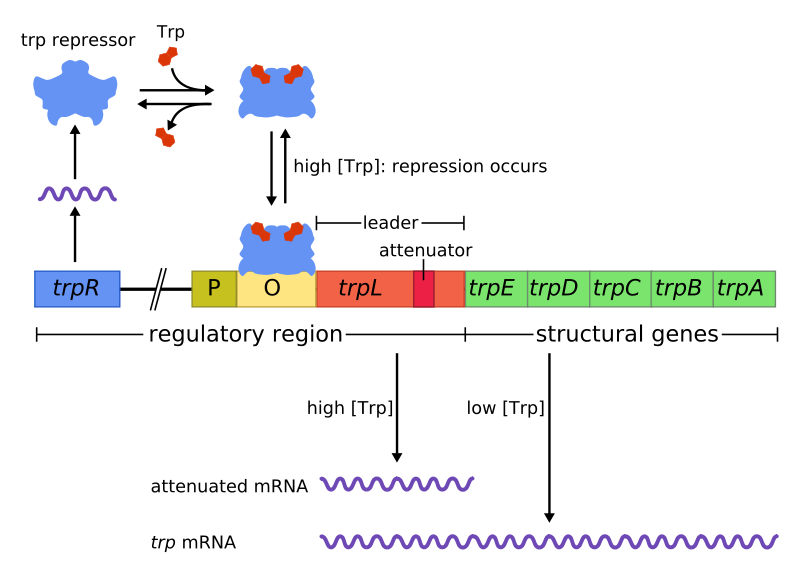 Trp
trp repressor
high [Trp]: repression occurs
leader
attenuator
trpR
P
O
trpL
trpE
trpD
trpC
trpB
trpA
regulatory region
structural genes
high [Trp]
low [Trp]
attenuated mRNA
trp mRNA